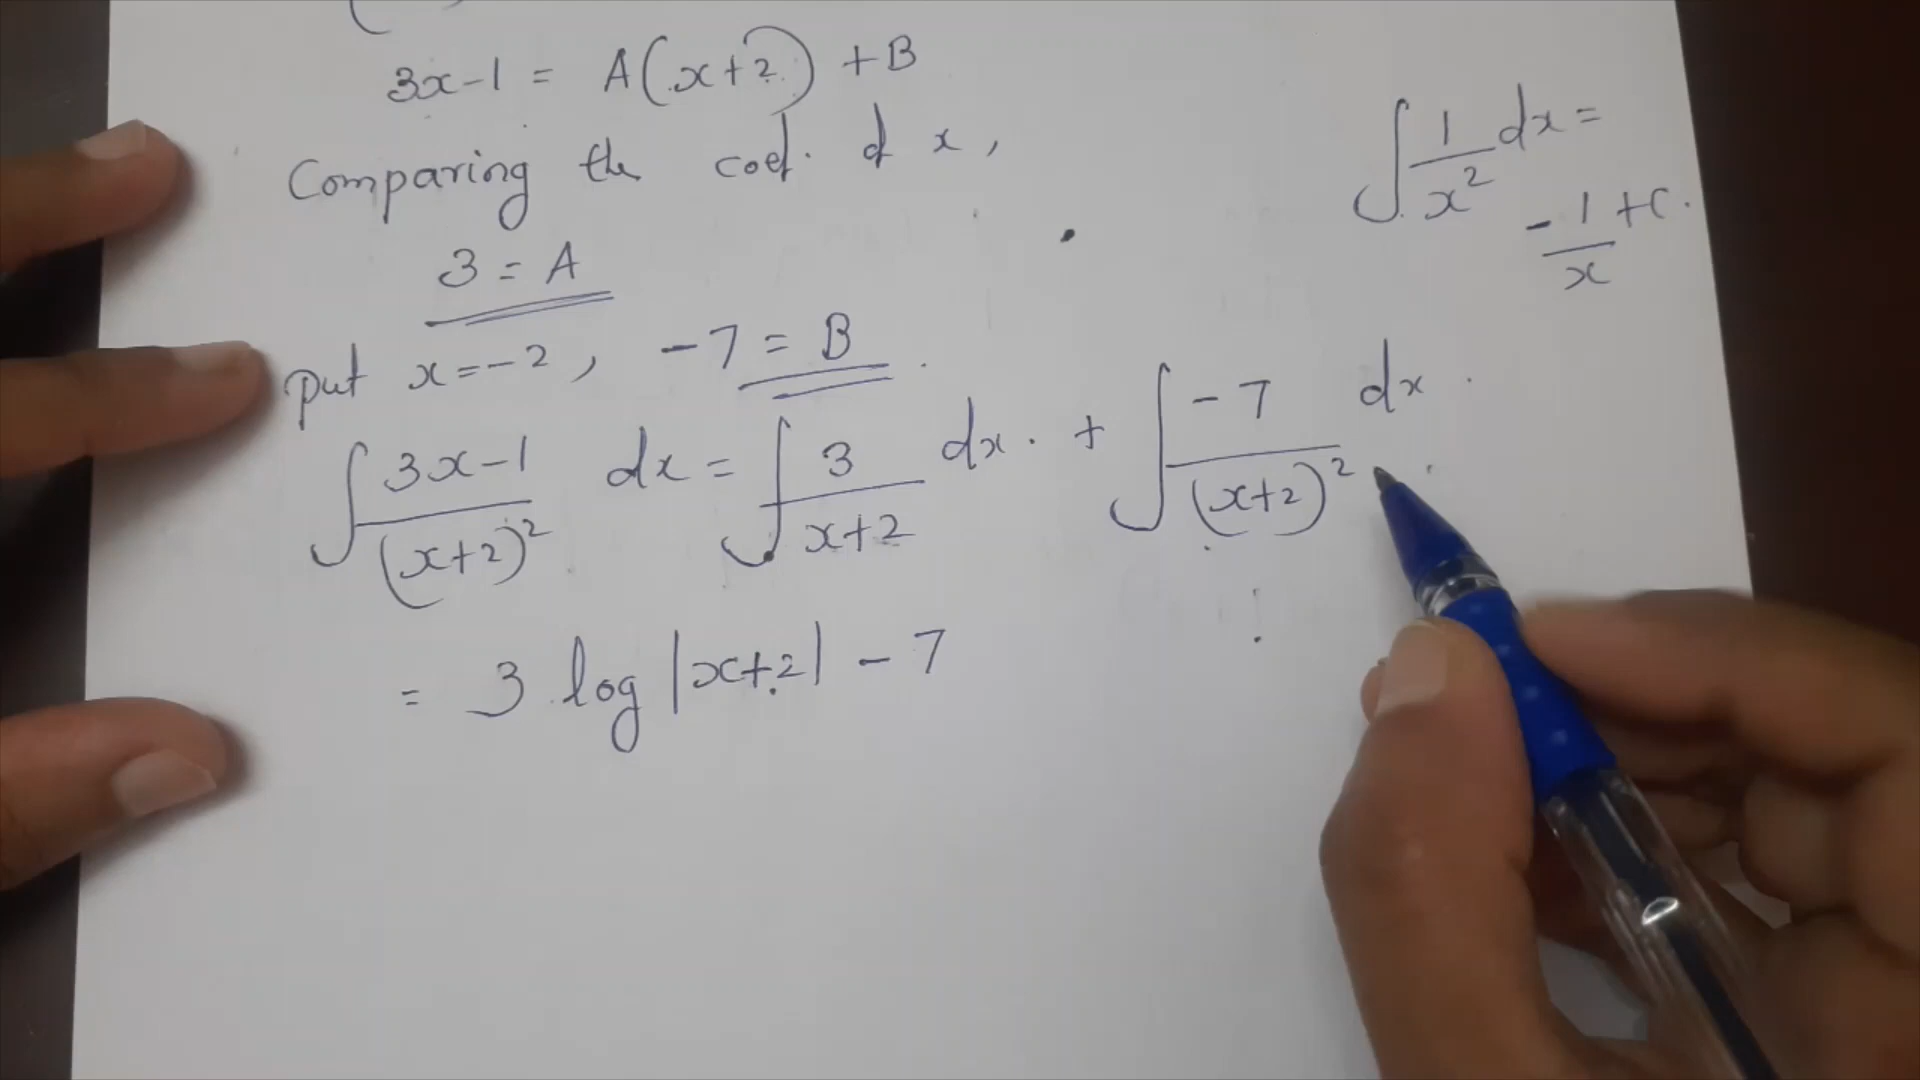 3x-1 = A(x+2) + B
Comparing the coef. of x,
3 = A
put x=-2, -7 = B.
∫ (3x-1)/(x+2)² dx = ∫ 3/(x+2) dx. + ∫ -7/(x+2)² dx.
= 3 log |x+2| - 7
∫ 1/x² dx =
-1/x + C.